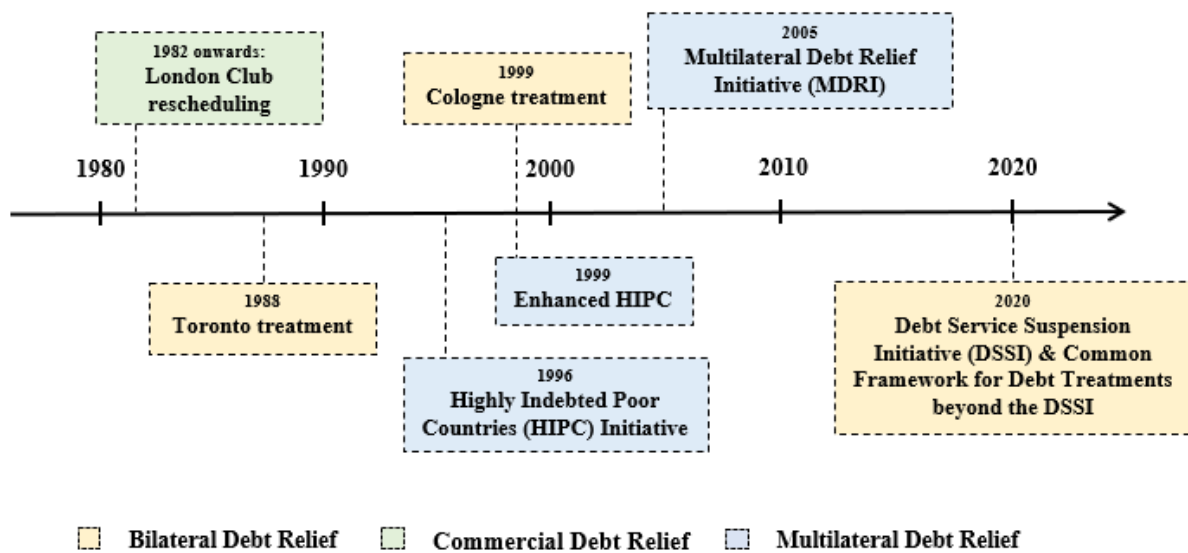 1982 onwards:
London Club
rescheduling
1999
Cologne treatment
2005
Multilateral Debt Relief
Initiative (MDRI)
1980
1990
2000
2010
2020
1988
Toronto treatment
1999
Enhanced HIPC
1996
Highly Indebted Poor
Countries (HIPC) Initiative
2020
Debt Service Suspension
Initiative (DSSI) & Common
Framework for Debt Treatments
beyond the DSSI
Bilateral Debt Relief
Commercial Debt Relief
Multilateral Debt Relief